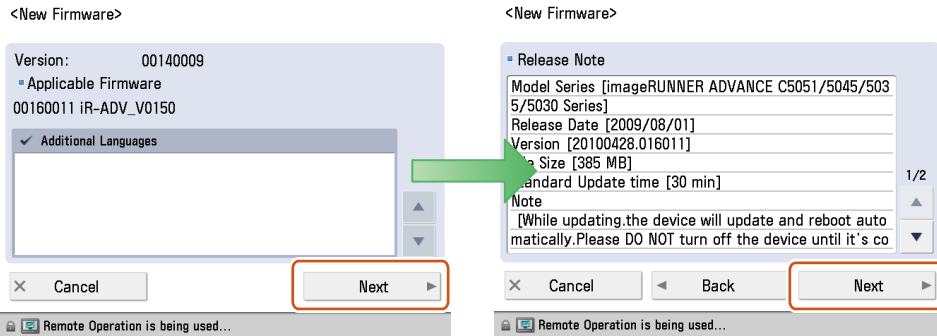 <New Firmware>
Version: 00140009
Applicable Firmware
00160011 iR-ADV_V0150
Additional Languages
Cancel
Next
Remote Operation is being used...
<New Firmware>
Release Note
Model Series [imageRUNNER ADVANCE C5051/5045/503
5/5030 Series]
Release Date [2009/08/01]
Version [20100428.016011]
Size [385 MB]
Update time [30 min]
Note
[While updating.the device will update and reboot auto
matically.Please DO NOT turn off the device until it's co
1/2
Cancel
Back
Next
Remote Operation is being used...